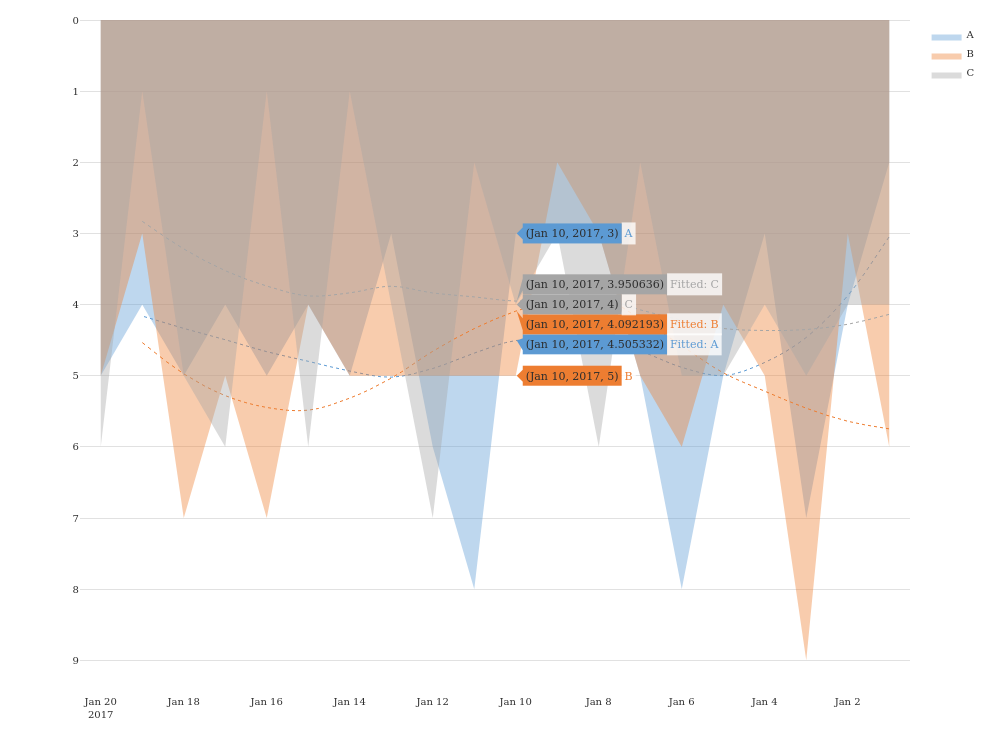 0
1
2
3
4
5
6
7
8
9
Jan 20
2017
Jan 18
Jan 16
Jan 14
Jan 12
Jan 10
Jan 8
Jan 6
Jan 4
Jan 2
(Jan 10, 2017, 3) A
(Jan 10, 2017, 3.950636) Fitted: C
(Jan 10, 2017, 4) C
(Jan 10, 2017, 4.092193) Fitted: B
(Jan 10, 2017, 4.505332) Fitted: A
(Jan 10, 2017, 5) B
A
B
C